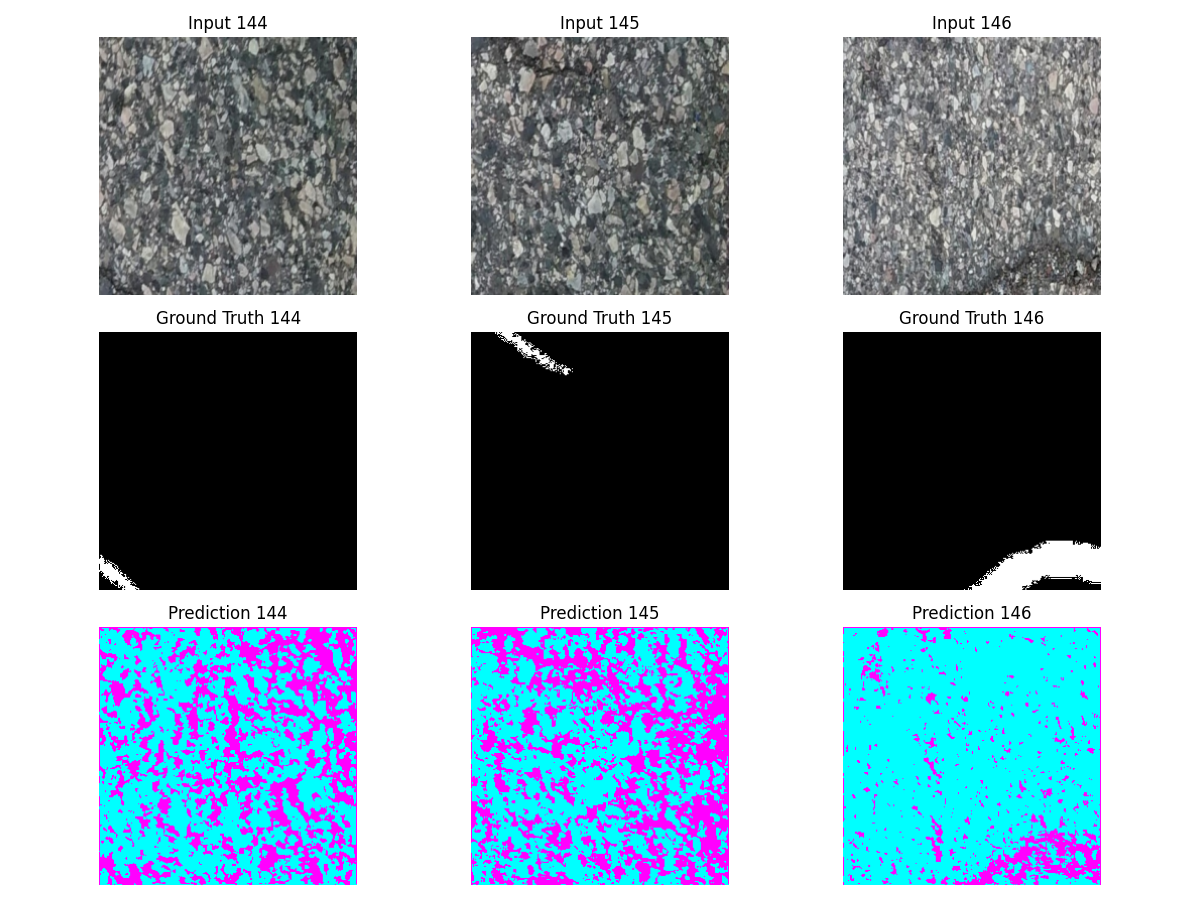 Input 144
Input 145
Input 146
Ground Truth 144
Ground Truth 145
Ground Truth 146
Prediction 144
Prediction 145
Prediction 146